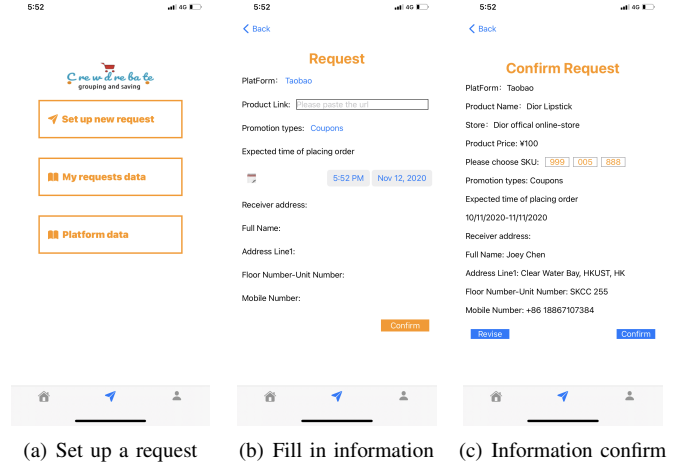 5:52
4G
C r e w d r e b a t e
grouping and saving
Set up new request
My requests data
Platform data
(a) Set up a request
5:52
4G
Back
Request
PlatForm: Taobao
Product Link: Please paste the url
Promotion types: Coupons
Expected time of placing order
5:52 PM Nov 12, 2020
Receiver address:
Full Name:
Address Line1:
Floor Number-Unit Number:
Mobile Number:
Confirm
(b) Fill in information
5:52
4G
Back
Confirm Request
PlatForm: Taobao
Product Name: Dior Lipstick
Store: Dior offical online-store
Product Price: ¥100
Please choose SKU: 999 005 888
Promotion types: Coupons
Expected time of placing order
10/11/2020-11/11/2020
Receiver address:
Full Name: Joey Chen
Address Line1: Clear Water Bay, HKUST, HK
Floor Number-Unit Number: SKCC 255
Mobile Number: +86 18867107384
Revise Confirm
(c) Information confirm